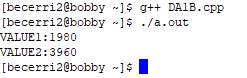 [becerri2@bobby ~]$ g++ DA1B.cpp
[becerri2@bobby ~]$ ./a.out
VALUE1:1980
VALUE2:3960
[becerri2@bobby ~]$